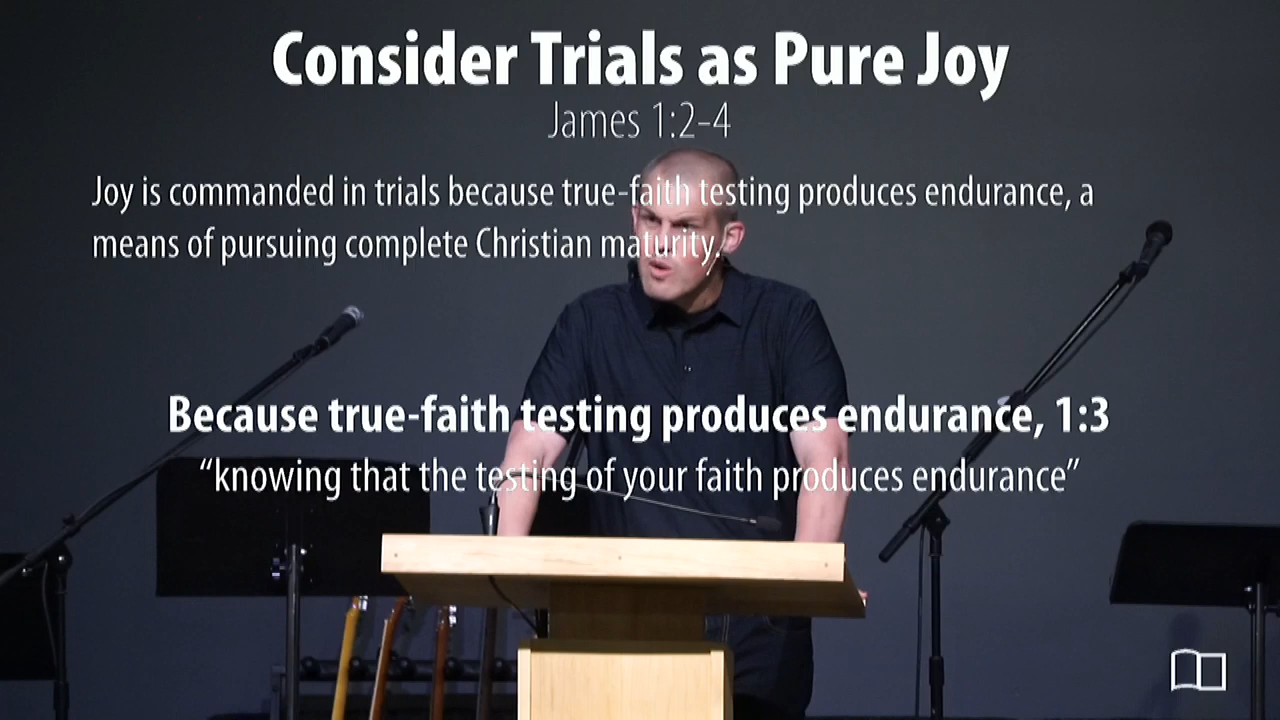 Consider Trials as Pure Joy
James 1:2-4
Joy is commanded in trials because true-faith testing produces endurance, a
means of pursuing complete Christian maturity.
Because true-faith testing produces endurance, 1:3
“knowing that the testing of your faith produces endurance”